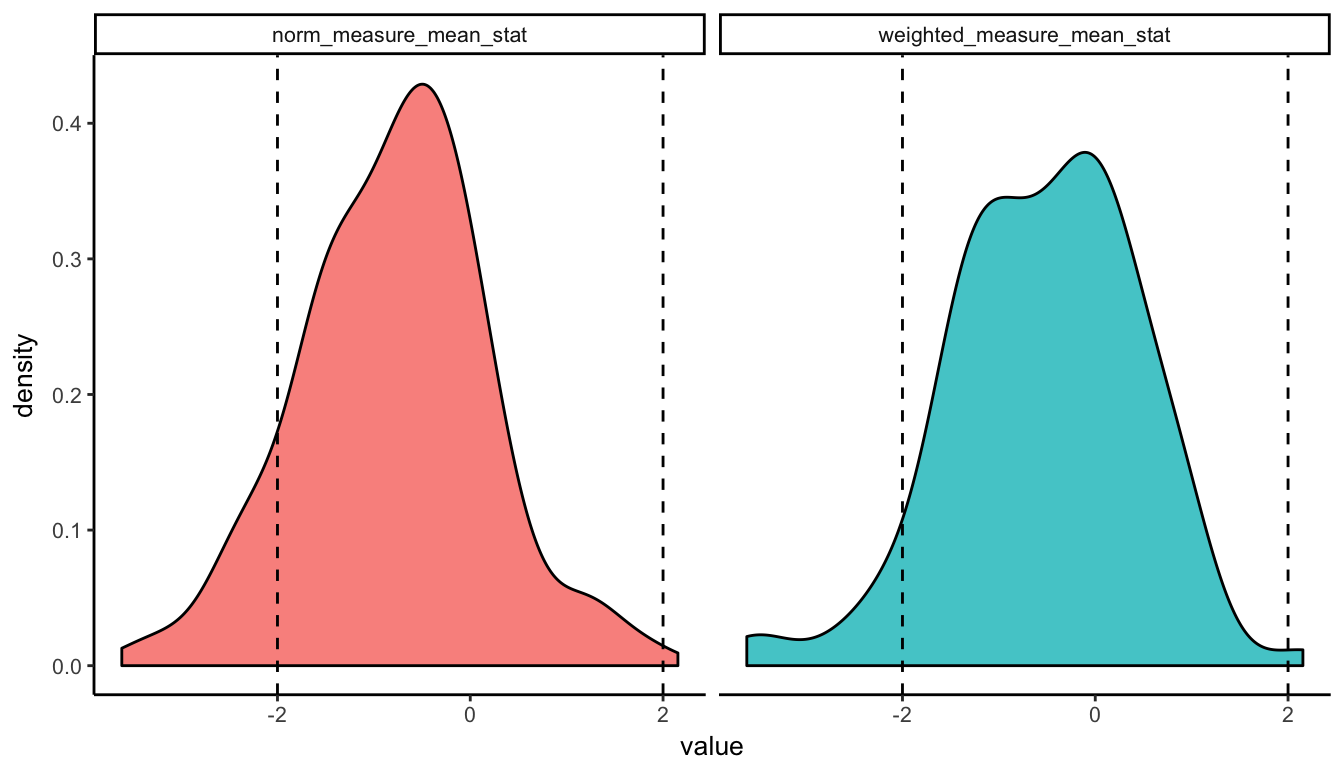 norm_measure_mean_stat
weighted_measure_mean_stat
density
0.4
0.3
0.2
0.1
0.0
-2 0 2
-2 0 2
value